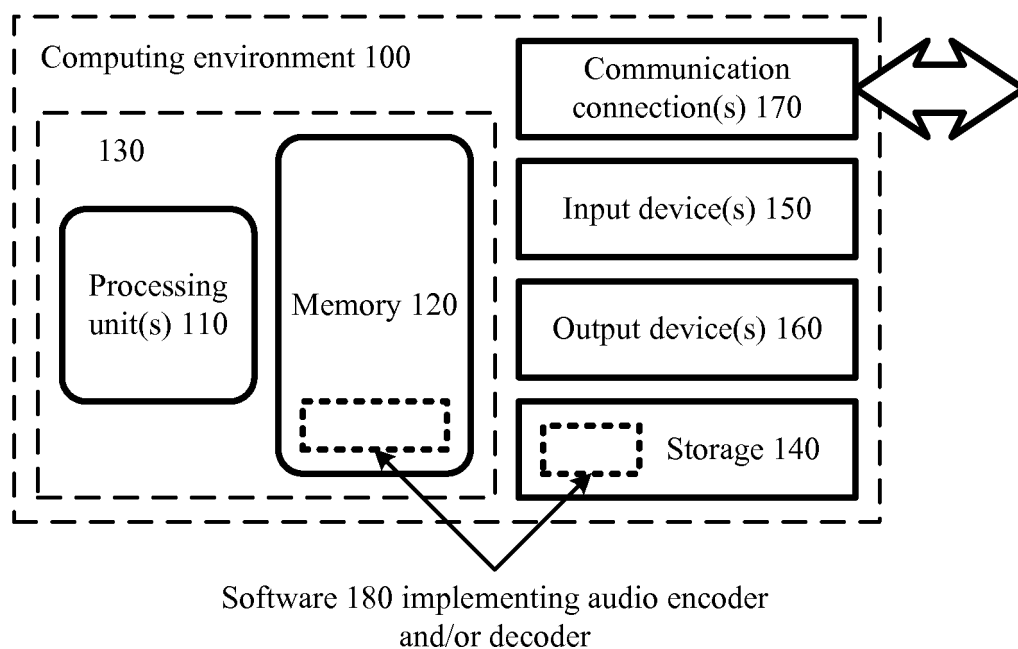 Computing environment 100
130
Processing
unit(s) 110
Memory 120
Communication
connection(s) 170
Input device(s) 150
Output device(s) 160
Storage 140
Software 180 implementing audio encoder
and/or decoder